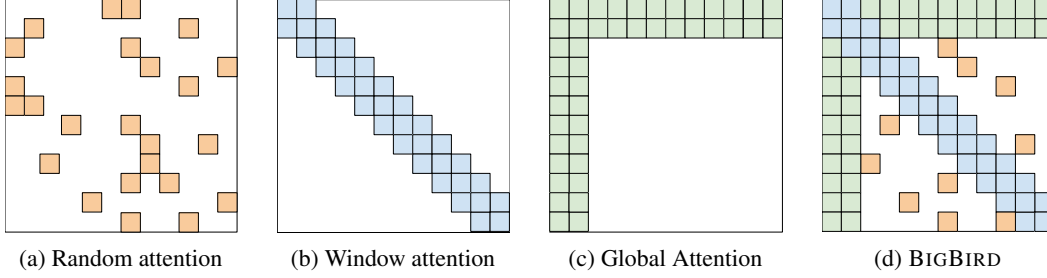 (a) Random attention
(b) Window attention
(c) Global Attention
(d) BIGBIRD